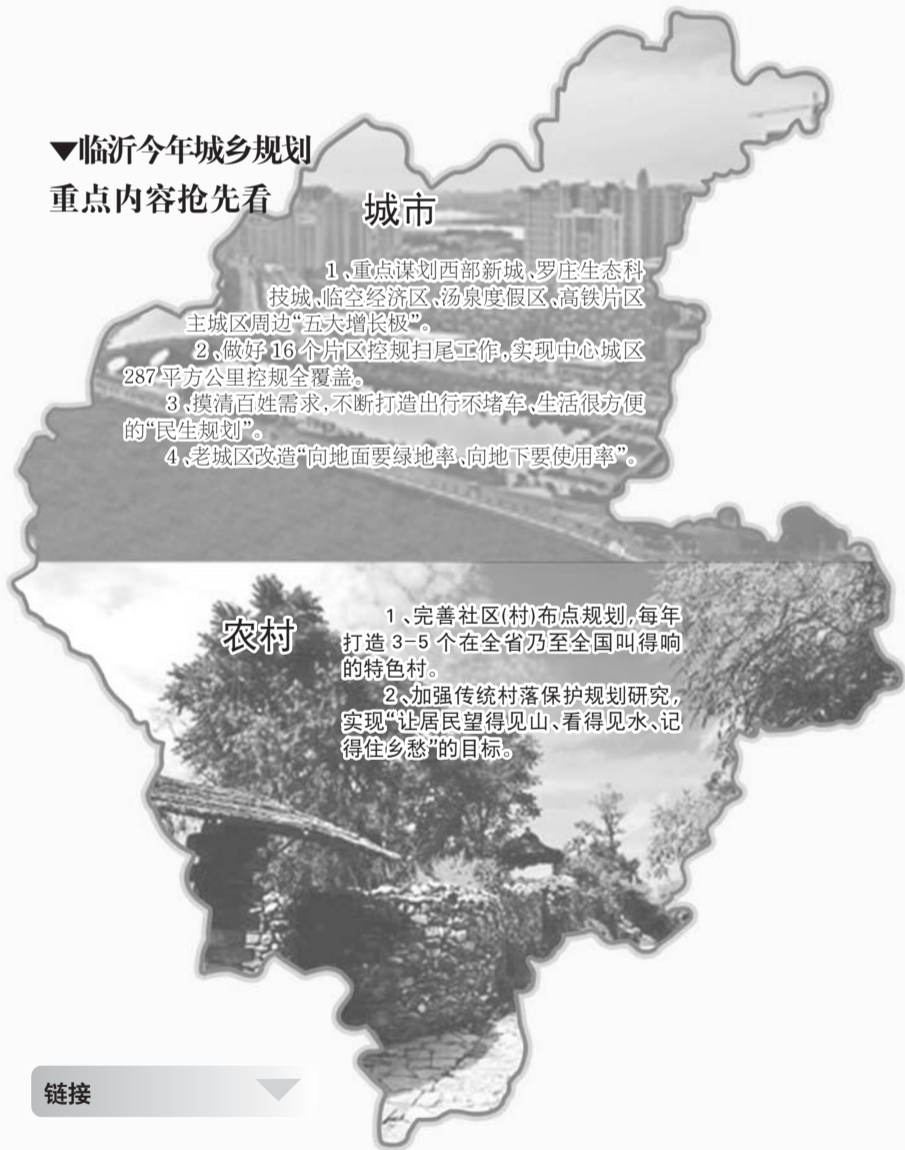 ▼临沂今年城乡规划
重点内容抢先看
城市
1、重点谋划西部新城、罗庄生态科
技城、临空经济区、汤泉度假区、高铁片区
主城区周边“五大增长极”。
2、做好16个片区控规扫尾工作,实现中心城区
287平方公里控规全覆盖。
3、摸清百姓需求,不断打造出行不堵车、生活很方便
的“民生规划”。
4、老城区改造“向地面要绿地率、向地下要使用率”。
农村
1、完善社区(村)布点规划,每年
打造3-5个在全省乃至全国叫得响
的特色村。
2、加强传统村落保护规划研究,
实现“让居民望得见山、看得见水、记
得住乡愁”的目标。
链接